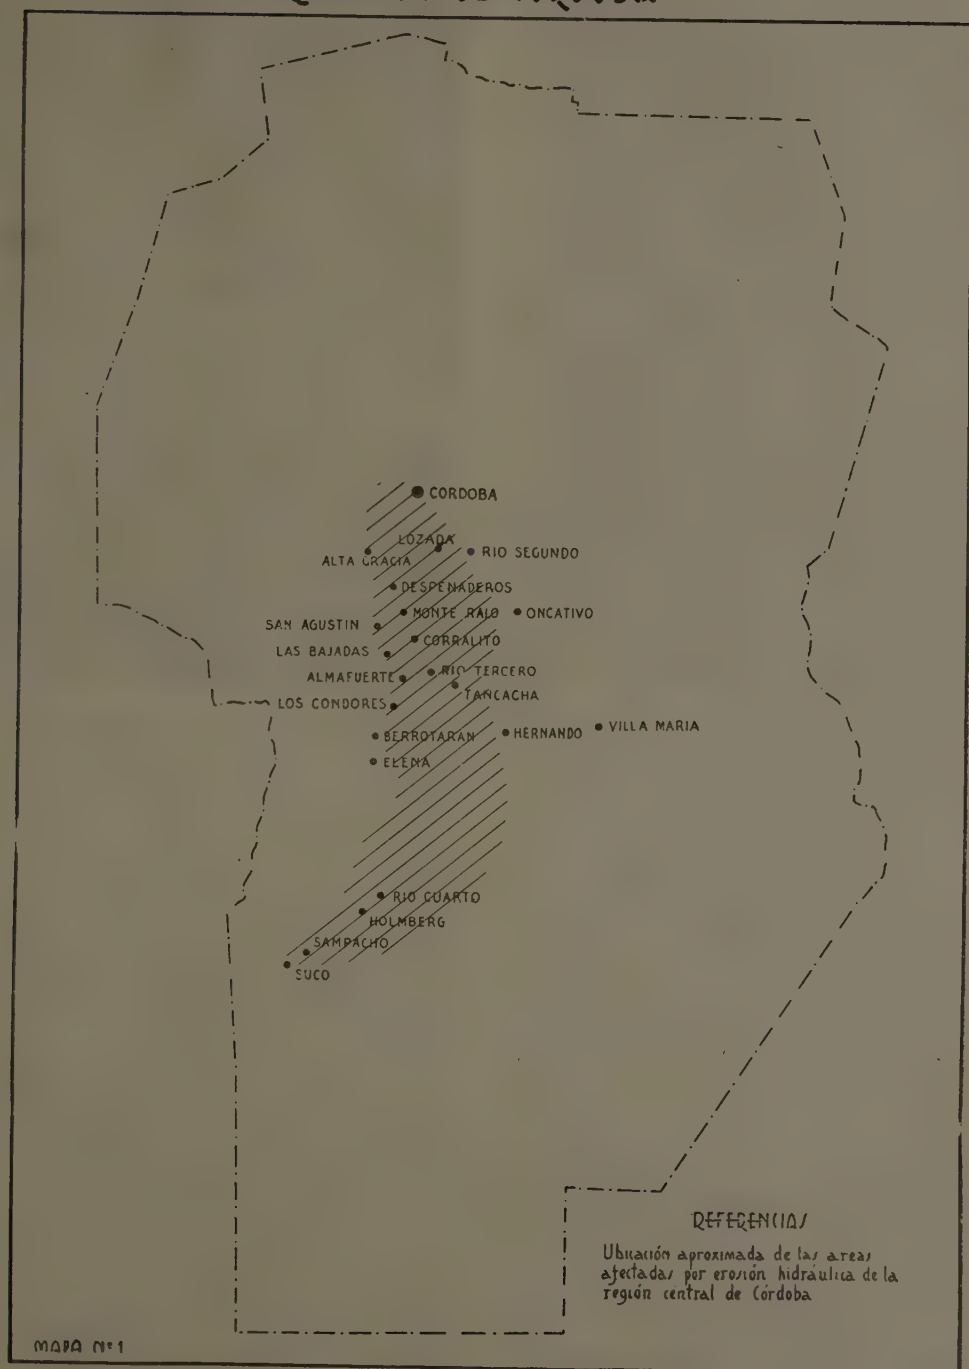 CORDOBA
LOZADA
ALTA GRACIA
RIO SEGUNDO
DESPEÑADEROS
MONTE RALO
ONCATIVO
SAN AGUSTIN
CORRALITO
LAS BAJADAS
RIO TERCERO
ALMAFUERTE
TANCACHA
LOS CONDORES
BERROTARAN
HERNANDO
VILLA MARIA
ELENA
RIO CUARTO
HOLMBERG
SAMPACHO
SUCO
REFERENCIAS
Ubicación aproximada de las areas
afectadas por erosión hidráulica de la
región central de Córdoba
MAPA Nº 1